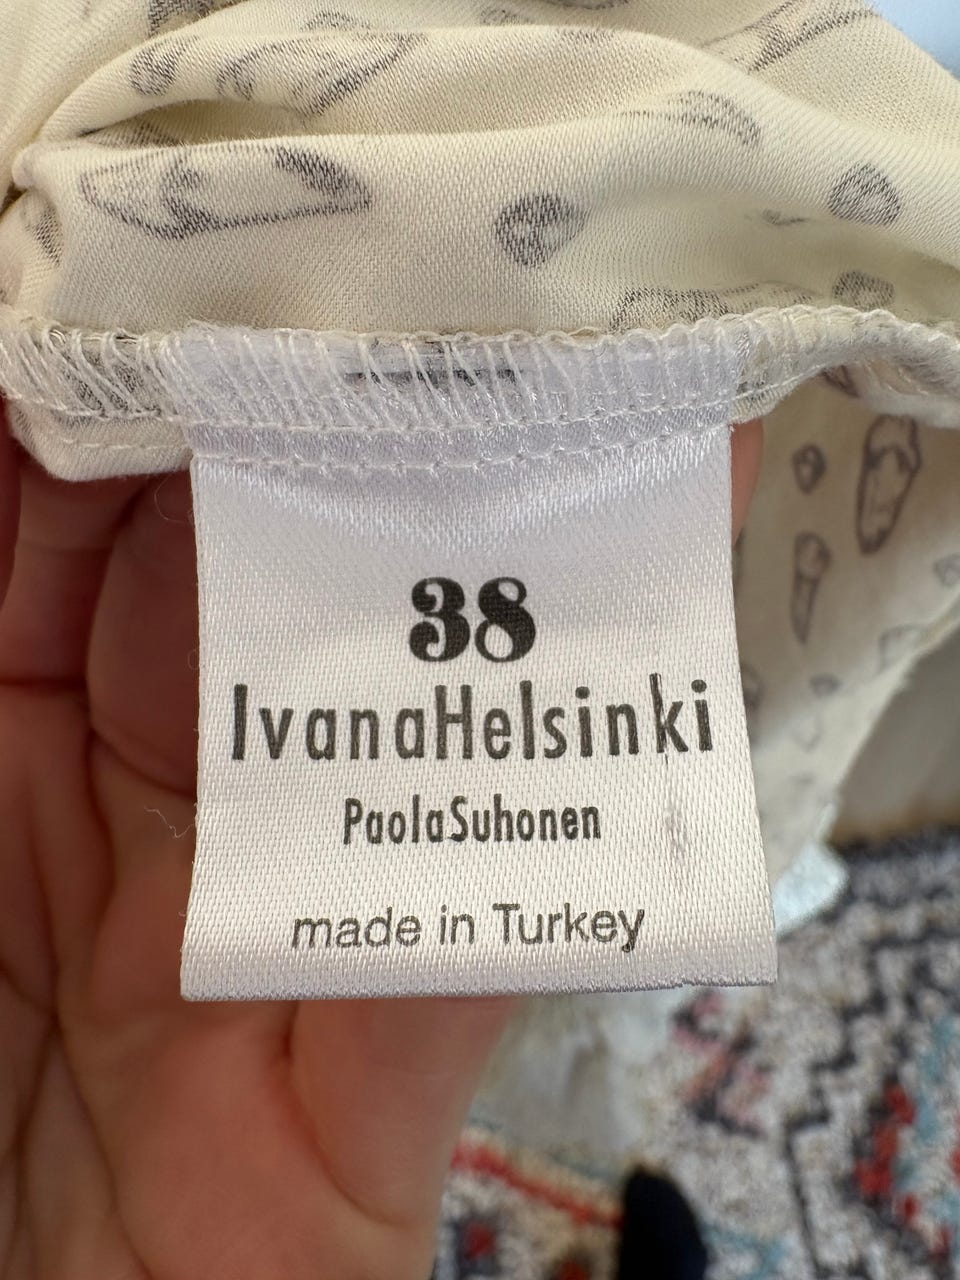 38
IvanaHelsinki
PaolaSuhonen
made in Turkey